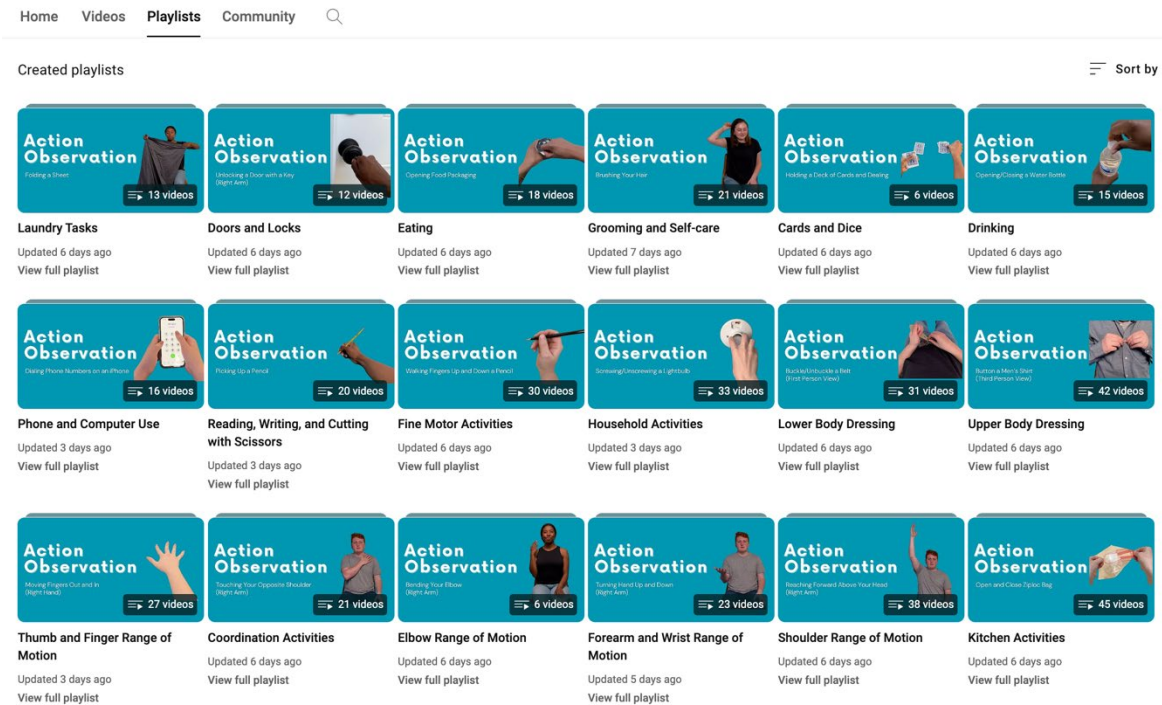 Home Videos Playlists Community
Created playlists
Sort by
Action
Observation
Folding a Sheet
13 videos
Laundry Tasks
Updated 6 days ago
View full playlist
Action
Observation
Unlocking a Door with a Key
(Right Arm)
12 videos
Doors and Locks
Updated 6 days ago
View full playlist
Action
Observation
Opening Food Packaging
18 videos
Eating
Updated 6 days ago
View full playlist
Action
Observation
Brushing Your Hair
21 videos
Grooming and Self-care
Updated 7 days ago
View full playlist
Action
Observation
Holding a Deck of Cards and Dealing
6 videos
Cards and Dice
Updated 6 days ago
View full playlist
Action
Observation
Opening/Closing a Water Bottle
15 videos
Drinking
Updated 6 days ago
View full playlist
Action
Observation
Dialing Phone Numbers on an iPhone
16 videos
Phone and Computer Use
Updated 3 days ago
View full playlist
Action
Observation
Picking Up a Pencil
20 videos
Reading, Writing, and Cutting
with Scissors
Updated 3 days ago
View full playlist
Action
Observation
Walking Fingers Up and Down a Pencil
30 videos
Fine Motor Activities
Updated 6 days ago
View full playlist
Action
Observation
Screwing/Unscrewing a Lightbulb
33 videos
Household Activities
Updated 3 days ago
View full playlist
Action
Observation
Buckle/Unbuckle a Belt
(First Person View)
31 videos
Lower Body Dressing
Updated 6 days ago
View full playlist
Action
Observation
Button a Men's Shirt
(Third Person View)
42 videos
Upper Body Dressing
Updated 6 days ago
View full playlist
Action
Observation
Moving Fingers Out and In
(Right Hand)
27 videos
Thumb and Finger Range of
Motion
Updated 3 days ago
View full playlist
Action
Observation
Touching Your Opposite Shoulder
(Right Arm)
21 videos
Coordination Activities
Updated 6 days ago
View full playlist
Action
Observation
Bending Your Elbow
(Right Arm)
6 videos
Elbow Range of Motion
Updated 6 days ago
View full playlist
Action
Observation
Turning Hand Up and Down
(Right Arm)
23 videos
Forearm and Wrist Range of
Motion
Updated 5 days ago
View full playlist
Action
Observation
Reaching Forward Above Your Head
(Right Arm)
38 videos
Shoulder Range of Motion
Updated 6 days ago
View full playlist
Action
Observation
Open and Close Ziploc Bag
45 videos
Kitchen Activities
Updated 6 days ago
View full playlist